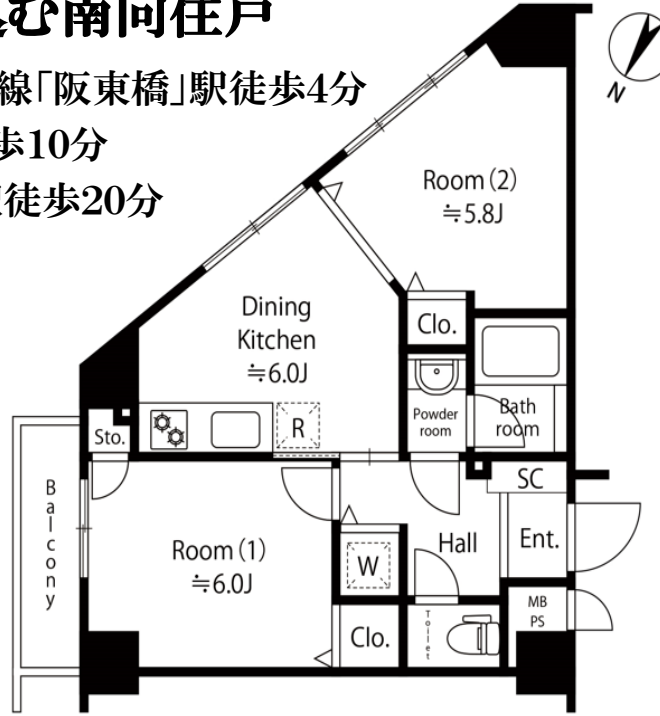 む南向住戸
線「阪東橋」駅徒歩4分
歩10分
徒歩20分
N
Room(2)
≒5.8J
Dining
Kitchen
≒6.0J
Clo.
Powder
room
Bath
room
Sto.
R
SC
Balcony
Room(1)
≒6.0J
W
Hall
Ent.
Clo.
Toilet
MB
PS